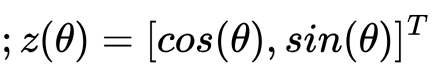 ; z(θ) = [cos(θ), sin(θ)]^T